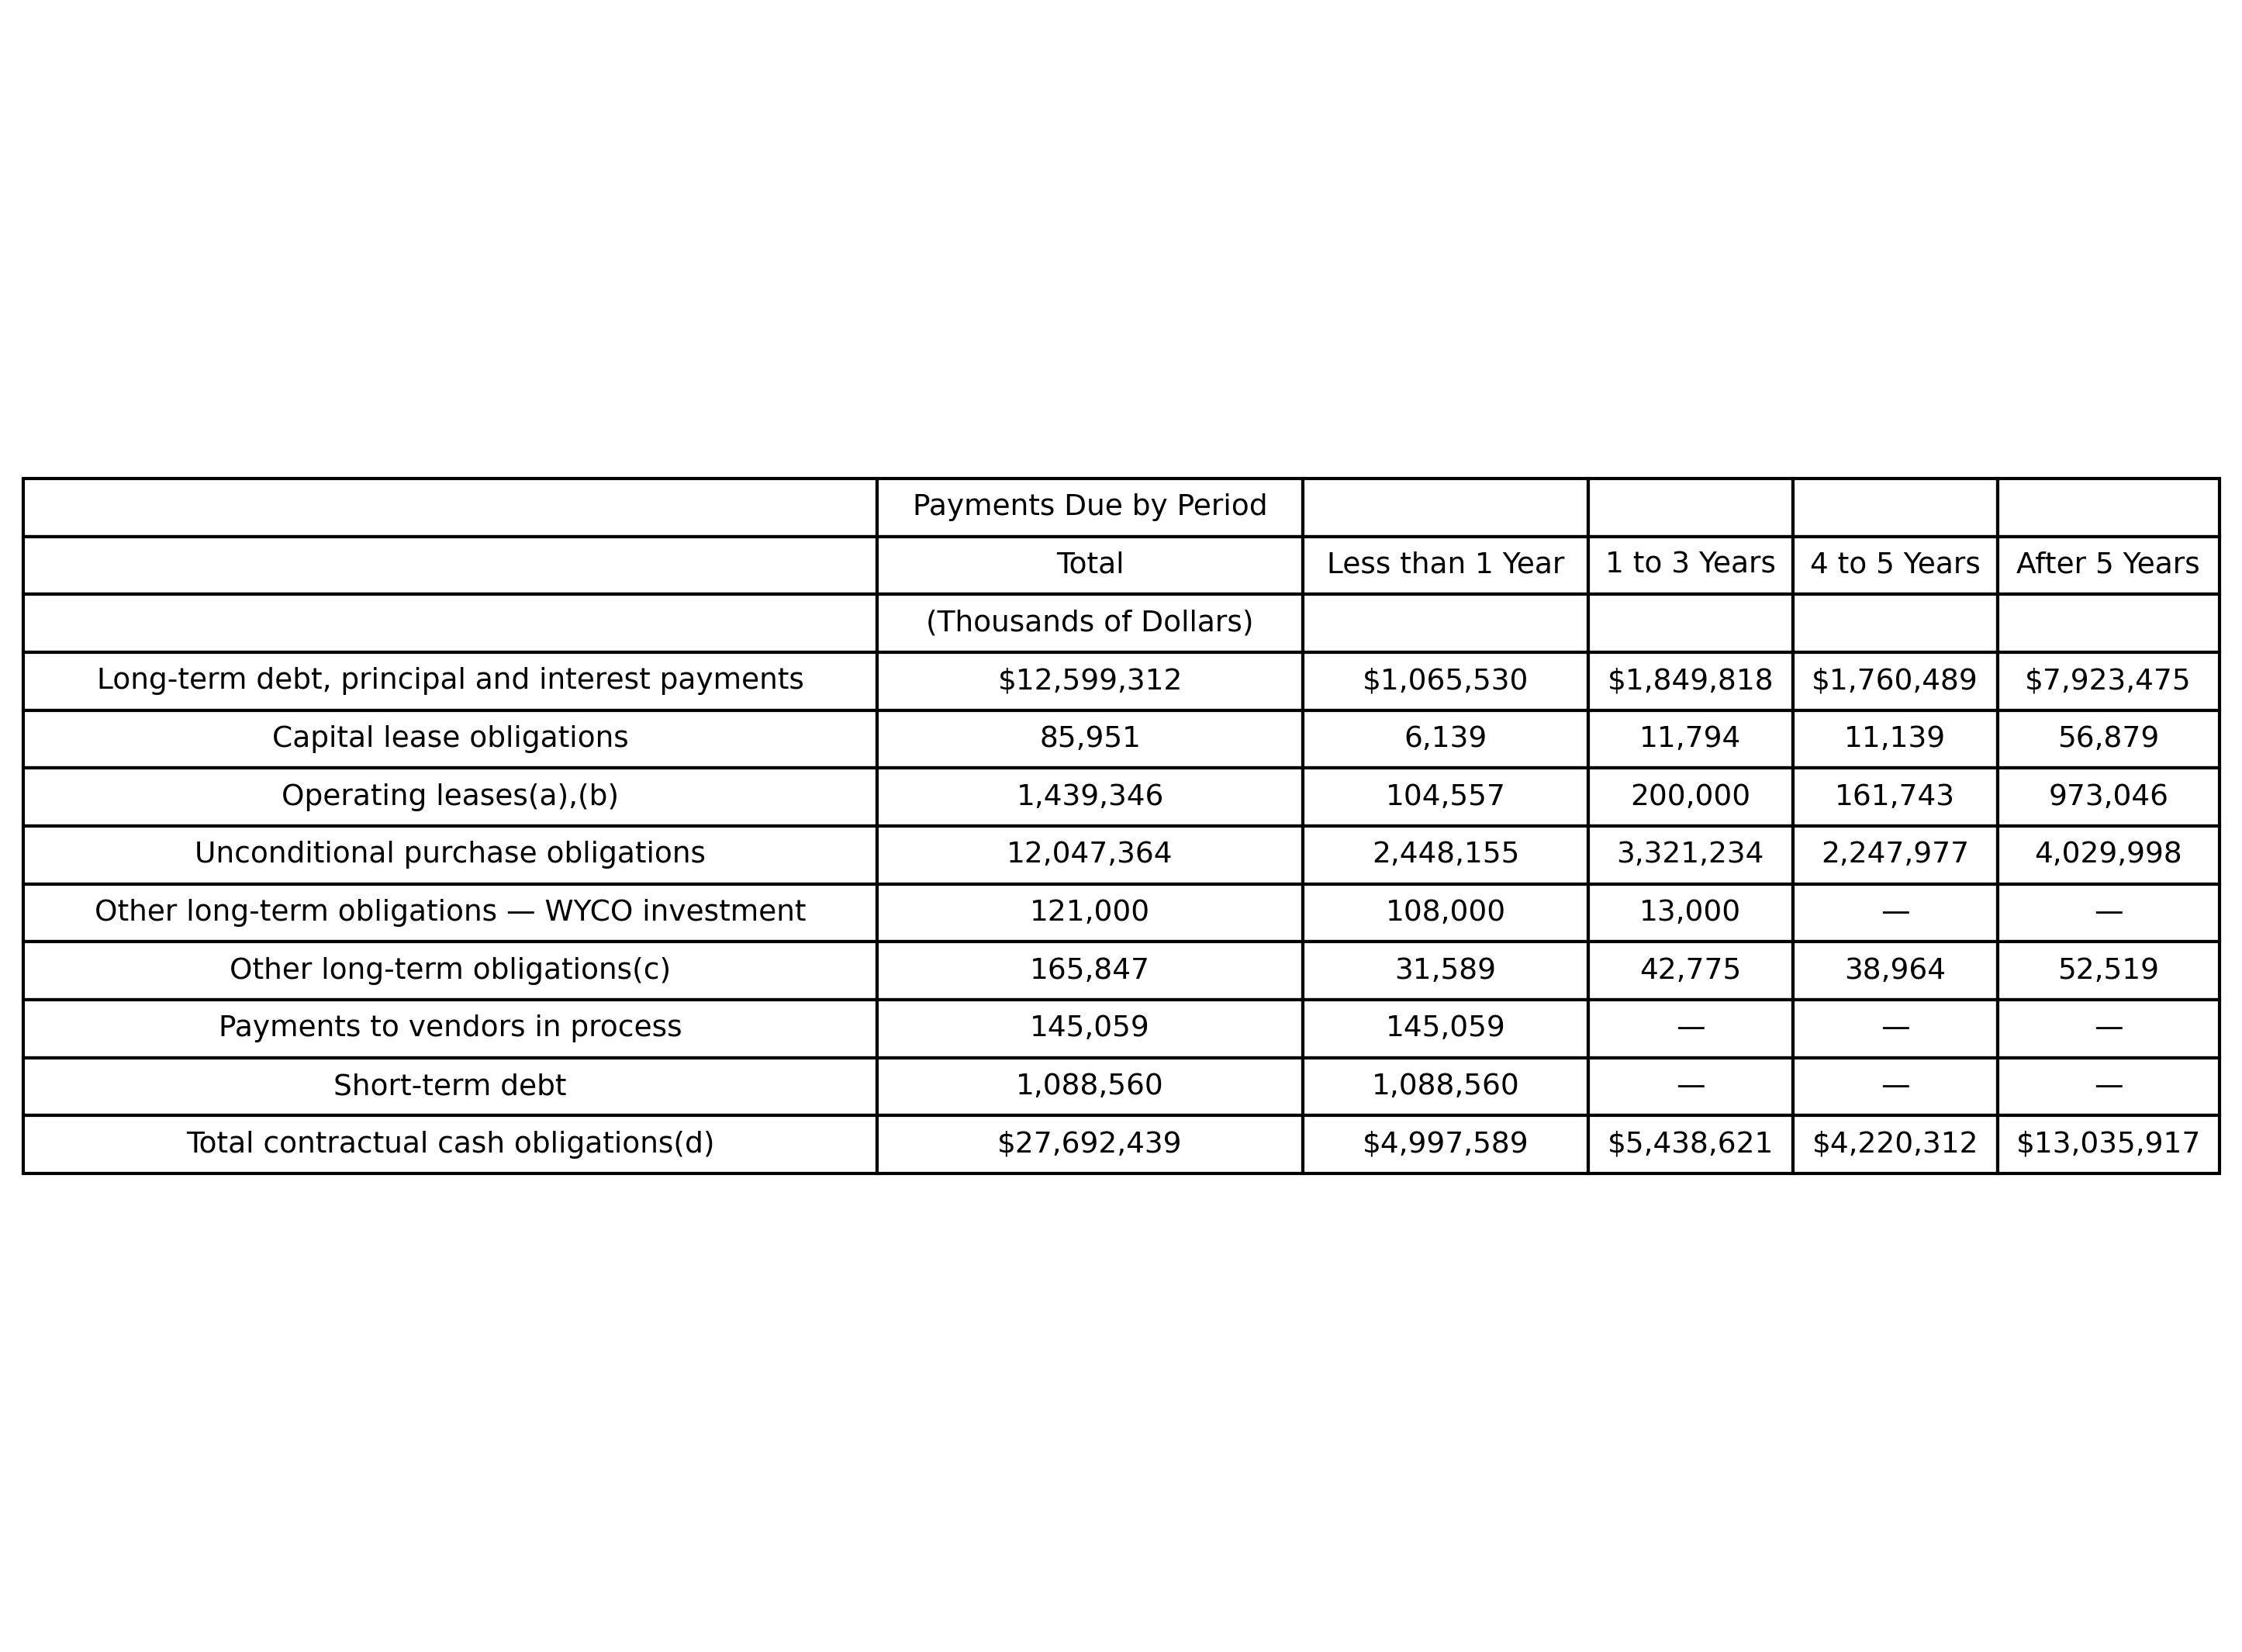 Payments Due by Period
Total Less than 1 Year 1 to 3 Years 4 to 5 Years After 5 Years
(Thousands of Dollars)
Long-term debt, principal and interest payments $12,599,312 $1,065,530 $1,849,818 $1,760,489 $7,923,475
Capital lease obligations 85,951 6,139 11,794 11,139 56,879
Operating leases(a),(b) 1,439,346 104,557 200,000 161,743 973,046
Unconditional purchase obligations 12,047,364 2,448,155 3,321,234 2,247,977 4,029,998
Other long-term obligations — WYCO investment 121,000 108,000 13,000 — —
Other long-term obligations(c) 165,847 31,589 42,775 38,964 52,519
Payments to vendors in process 145,059 145,059 — — —
Short-term debt 1,088,560 1,088,560 — — —
Total contractual cash obligations(d) $27,692,439 $4,997,589 $5,438,621 $4,220,312 $13,035,917